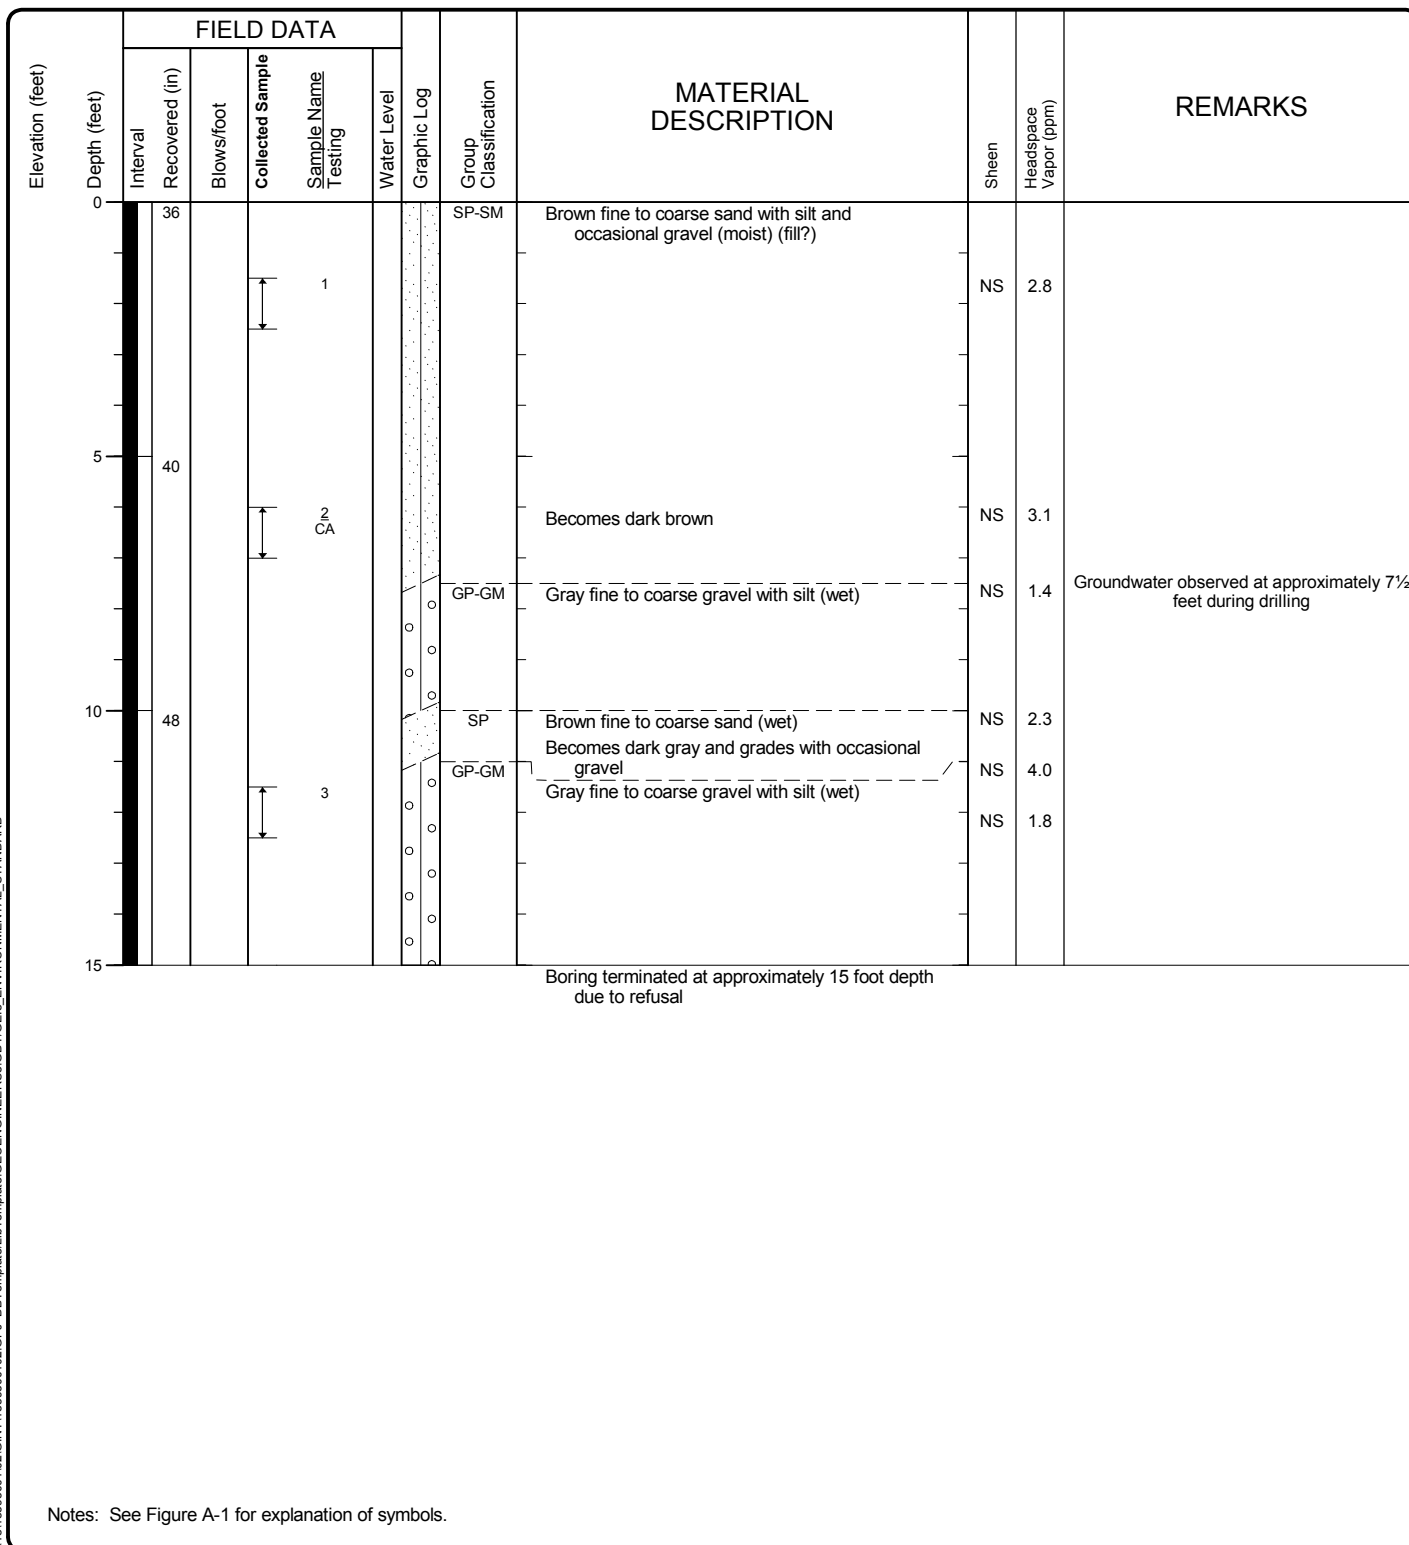 FIELD DATA
Elevation (feet)
Depth (feet)
Interval
Recovered (in)
Blows/foot
Collected Sample
Sample Name
Testing
Water Level
Graphic Log
Group
Classification
MATERIAL
DESCRIPTION
Sheen
Headspace
Vapor (ppm)
REMARKS
0
36
SP-SM
Brown fine to coarse sand with silt and
occasional gravel (moist) (fill?)
1
NS
2.8
5
40
2
CA
Becomes dark brown
NS
3.1
GP-GM
Gray fine to coarse gravel with silt (wet)
NS
1.4
Groundwater observed at approximately 7½
feet during drilling
10
48
SP
Brown fine to coarse sand (wet)
NS
2.3
Becomes dark gray and grades with occasional
gravel
GP-GM
NS
4.0
3
Gray fine to coarse gravel with silt (wet)
NS
1.8
15
Boring terminated at approximately 15 foot depth
due to refusal
Notes: See Figure A-1 for explanation of symbols.